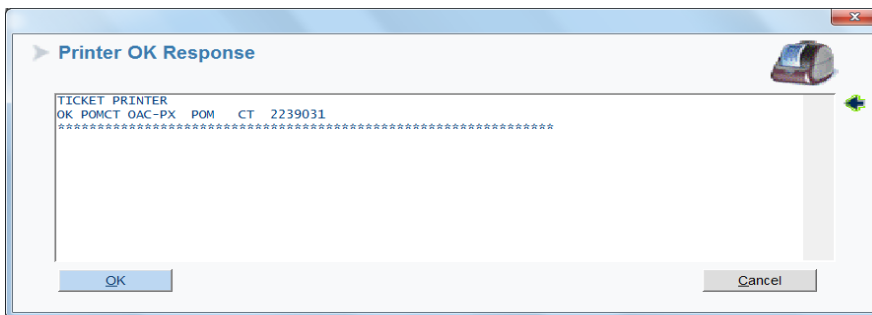 Printer OK Response
TICKET PRINTER
OK POMCT OAC-PX  POM   CT  2239031
***************************************************************
OK
Cancel